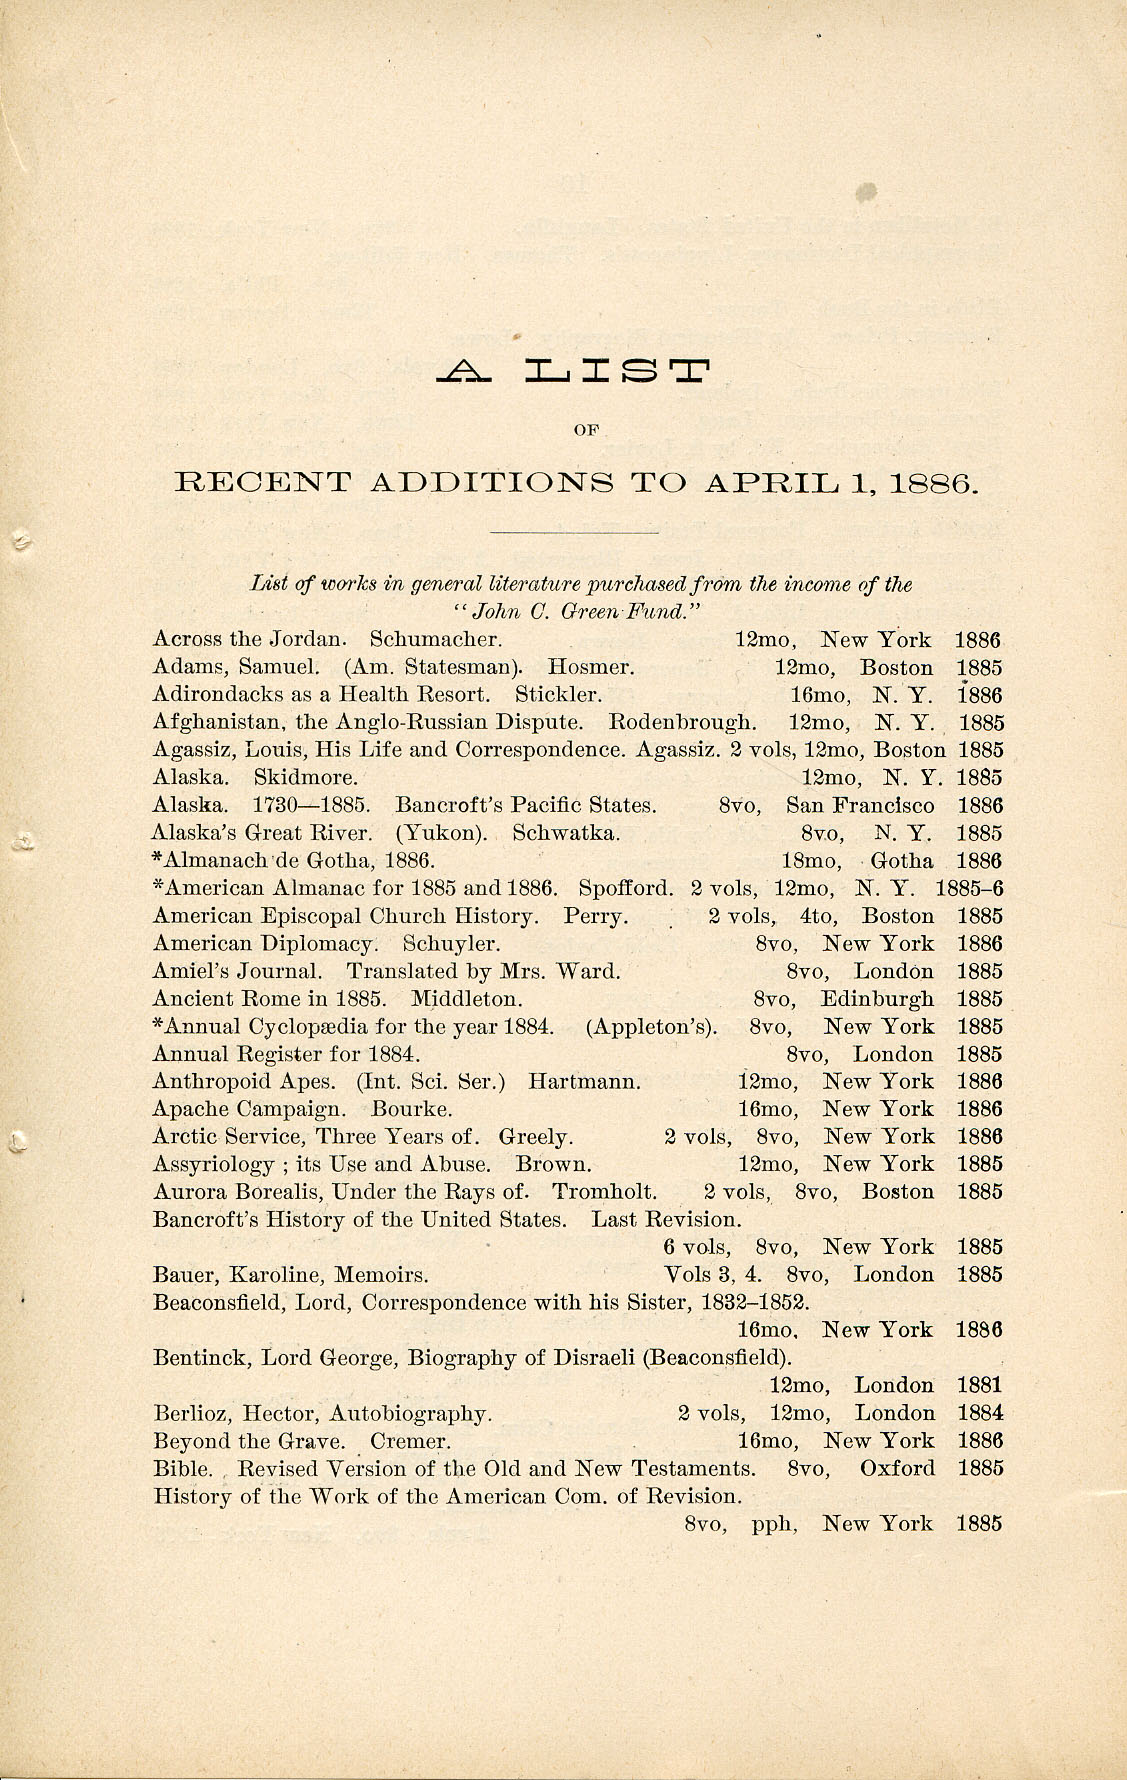 A LIST
OF
RECENT ADDITIONS TO APRIL 1, 1886.
List of works in general literature purchased from the income of the
"John C. Green Fund."
Across the Jordan. Schumacher. 12mo, New York 1886
Adams, Samuel. (Am. Statesman). Hosmer. 12mo, Boston 1885
Adirondacks as a Health Resort. Stickler. 16mo, N. Y. 1886
Afghanistan, the Anglo-Russian Dispute. Rodenbrough. 12mo, N. Y. 1885
Agassiz, Louis, His Life and Correspondence. Agassiz. 2 vols, 12mo, Boston 1885
Alaska. Skidmore. 12mo, N. Y. 1885
Alaska. 1730—1885. Bancroft's Pacific States. 8vo, San Francisco 1886
Alaska's Great River. (Yukon). Schwatka. 8vo, N. Y. 1885
*Almanach de Gotha, 1886. 18mo, Gotha 1886
*American Almanac for 1885 and 1886. Spofford. 2 vols, 12mo, N. Y. 1885-6
American Episcopal Church History. Perry. 2 vols, 4to, Boston 1885
American Diplomacy. Schuyler. 8vo, New York 1886
Amiel's Journal. Translated by Mrs. Ward. 8vo, London 1885
Ancient Rome in 1885. Middleton. 8vo, Edinburgh 1885
*Annual Cyclopædia for the year 1884. (Appleton's). 8vo, New York 1885
Annual Register for 1884. 8vo, London 1885
Anthropoid Apes. (Int. Sci. Ser.) Hartmann. 12mo, New York 1886
Apache Campaign. Bourke. 16mo, New York 1886
Arctic Service, Three Years of. Greely. 2 vols, 8vo, New York 1886
Assyriology ; its Use and Abuse. Brown. 12mo, New York 1885
Aurora Borealis, Under the Rays of. Tromholt. 2 vols, 8vo, Boston 1885
Bancroft's History of the United States. Last Revision.
6 vols, 8vo, New York 1885
Bauer, Karoline, Memoirs. Vols 3, 4. 8vo, London 1885
Beaconsfield, Lord, Correspondence with his Sister, 1832-1852.
16mo, New York 1886
Bentinck, Lord George, Biography of Disraeli (Beaconsfield).
12mo, London 1881
Berlioz, Hector, Autobiography. 2 vols, 12mo, London 1884
Beyond the Grave. Cremer. 16mo, New York 1886
Bible. Revised Version of the Old and New Testaments. 8vo, Oxford 1885
History of the Work of the American Com. of Revision.
8vo, pph, New York 1885